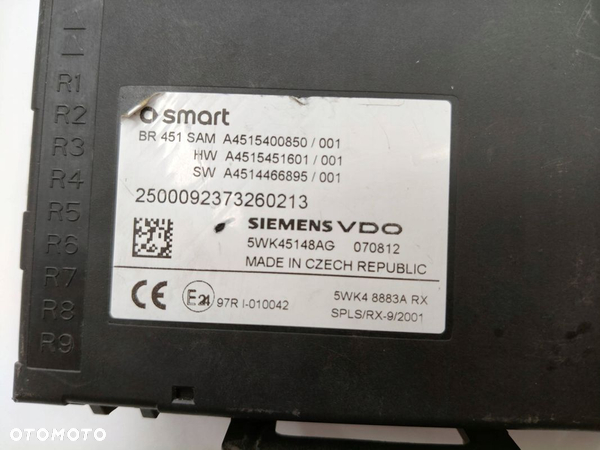 R1
R2
R3
R4
R5
R6
R7
R8
R9
smart
BR 451 SAM A4515400850 / 001
HW A4515451601 / 001
SW A4514466895 / 001
2500092373260213
SIEMENS VDO
5WK45148AG 070812
MADE IN CZECH REPUBLIC
CE E24 97R I-010042
5WK4 8883A RX
SPLS/RX-9/2001
OTOMOTO
OTOMOTO